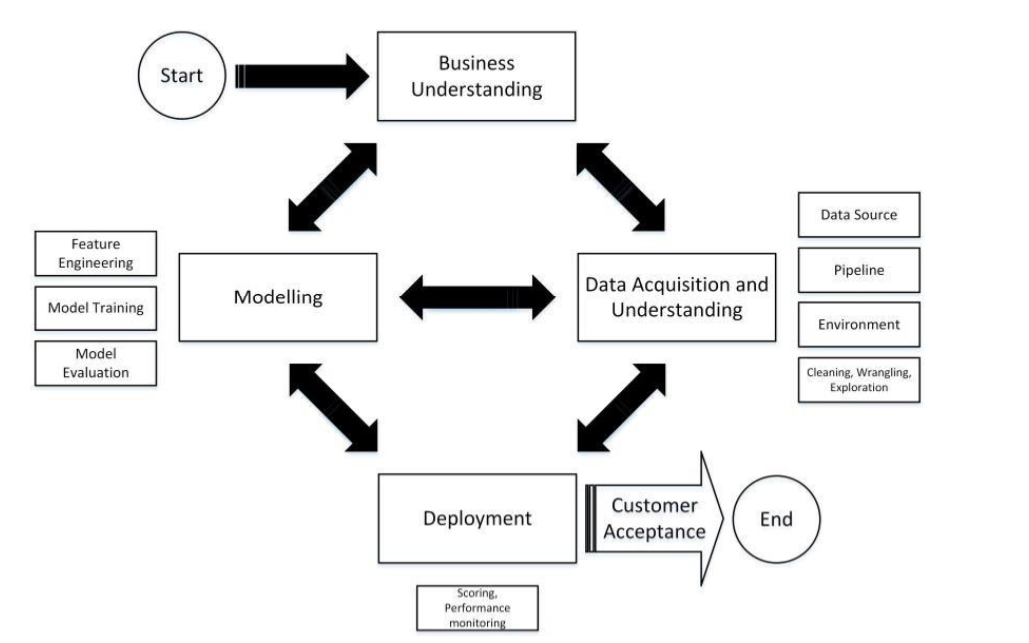 Start
Business
Understanding
Data Source
Feature
Engineering
Pipeline
Modelling
Data Acquisition and
Understanding
Model Training
Environment
Model
Evaluation
Cleaning, Wrangling,
Exploration
Deployment
Customer
Acceptance
End
Scoring,
Performance
monitoring